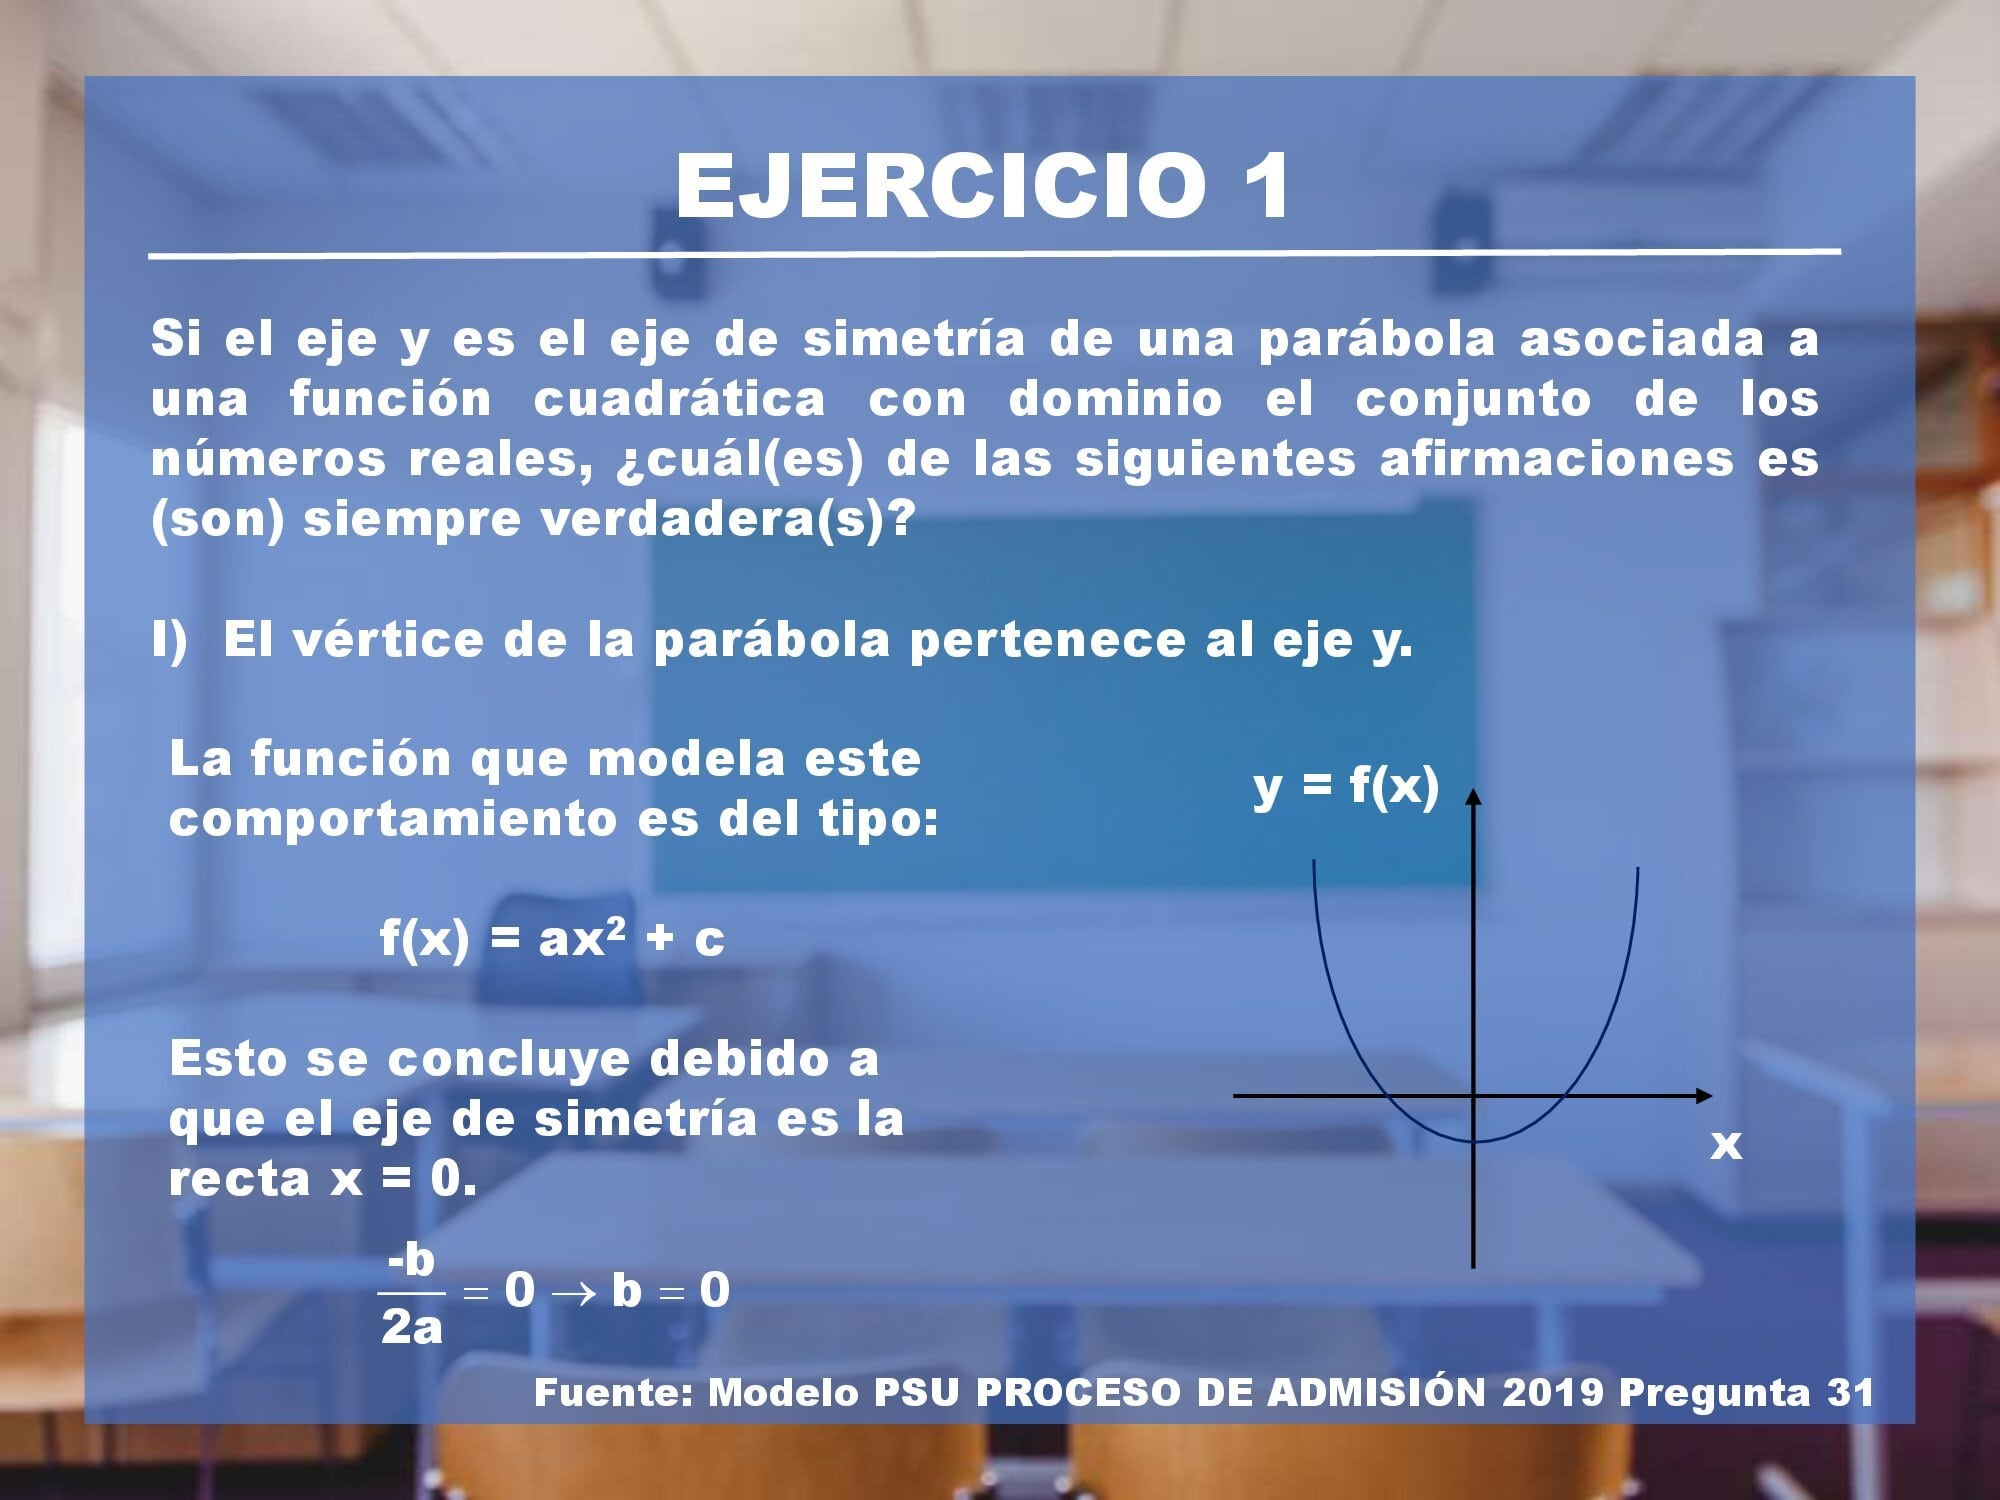 EJERCICIO 1
Si el eje y es el eje de simetría de una parábola asociada a
una función cuadrática con dominio el conjunto de los
números reales, ¿cuál(es) de las siguientes afirmaciones es
(son) siempre verdadera(s)?
I) El vértice de la parábola pertenece al eje y.
La función que modela este
comportamiento es del tipo:
f(x) = ax² + c
Esto se concluye debido a
que el eje de simetría es la
recta x = 0.
-b/2a = 0 → b = 0
y = f(x)
x
Fuente: Modelo PSU PROCESO DE ADMISIÓN 2019 Pregunta 31